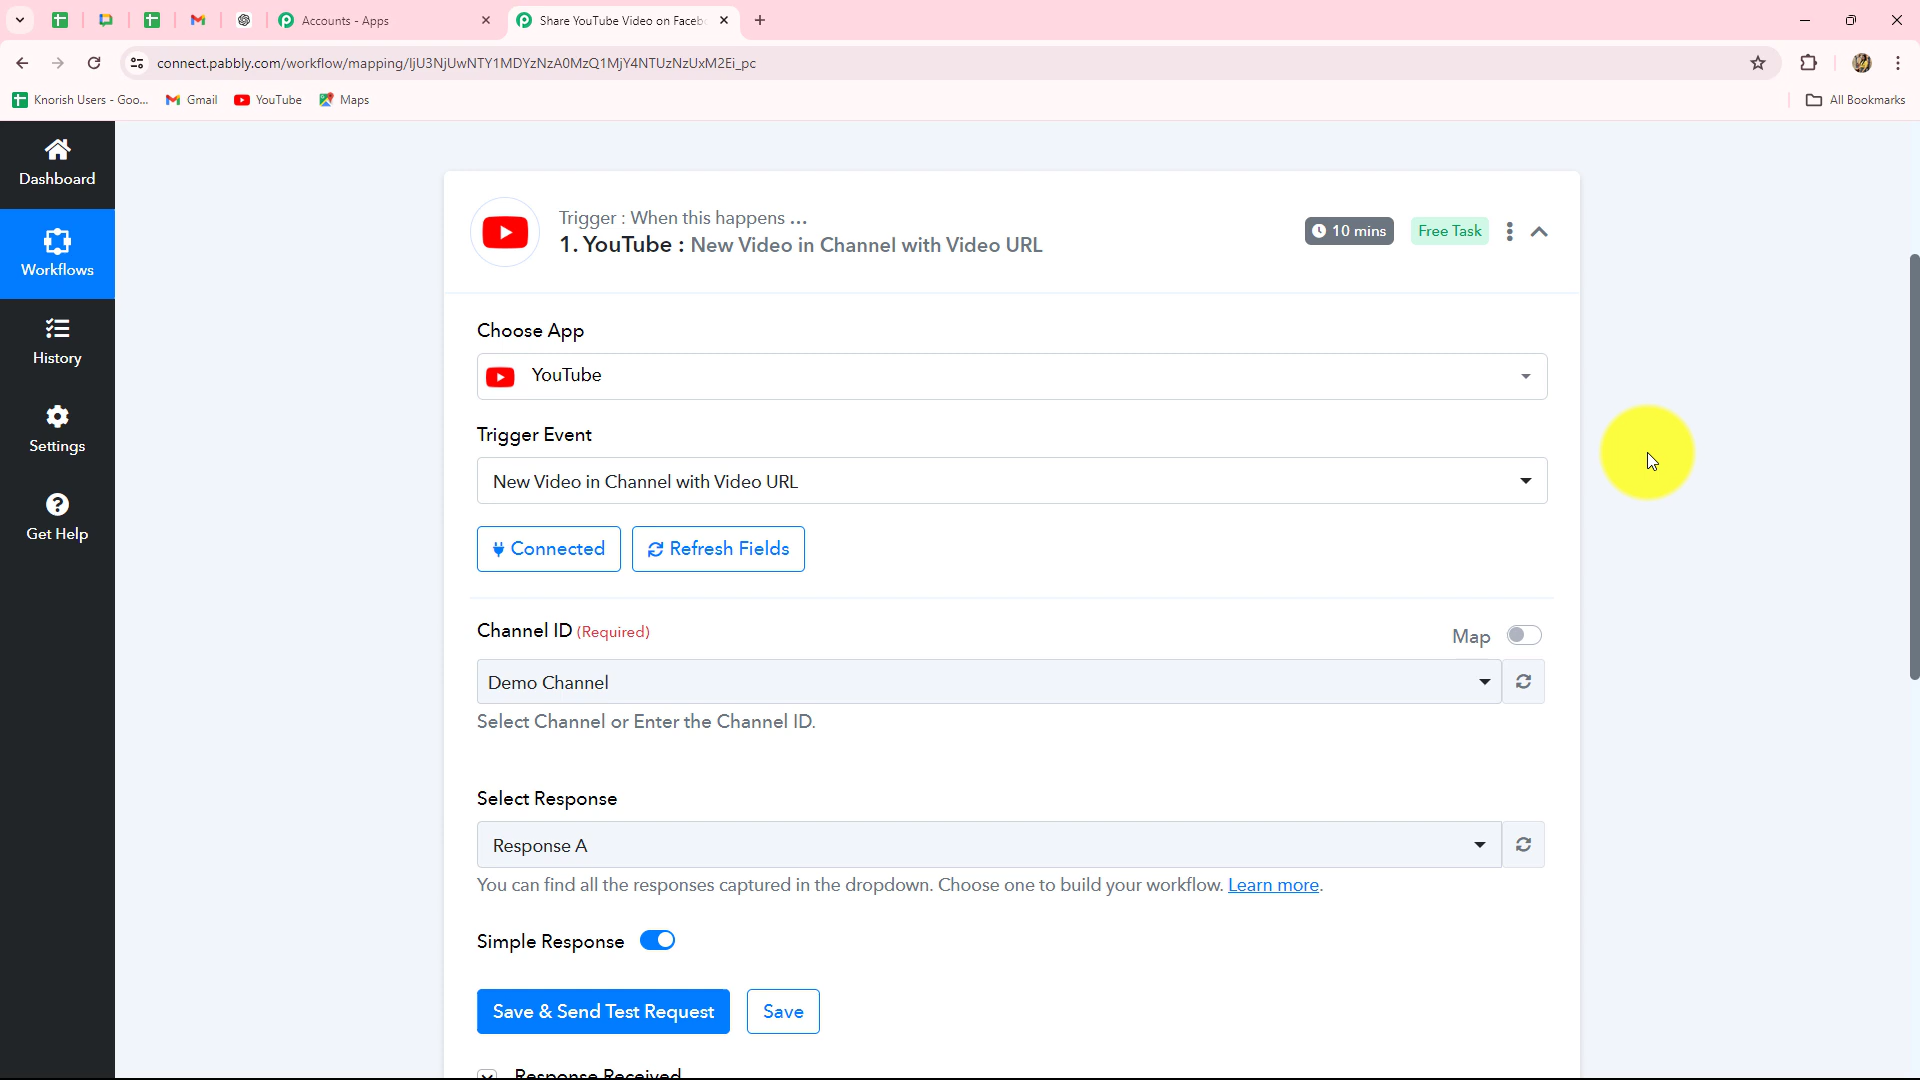 Accounts - Apps
Share YouTube Video on Faceb
connect.pabbly.com/workflow/mapping/IjU3NjUwNTY1MDYzNzA0MzQ1MjY4NTUzNzUxM2Ei_pc
Knorish Users - Goo...
Gmail
YouTube
Maps
All Bookmarks
Dashboard
Workflows
History
Settings
Get Help
Trigger : When this happens ...
1. YouTube : New Video in Channel with Video URL
10 mins
Free Task
Choose App
YouTube
Trigger Event
New Video in Channel with Video URL
Connected
Refresh Fields
Channel ID (Required)
Map
Demo Channel
Select Channel or Enter the Channel ID.
Select Response
Response A
You can find all the responses captured in the dropdown. Choose one to build your workflow. Learn more.
Simple Response
Save & Send Test Request
Save
Response Received